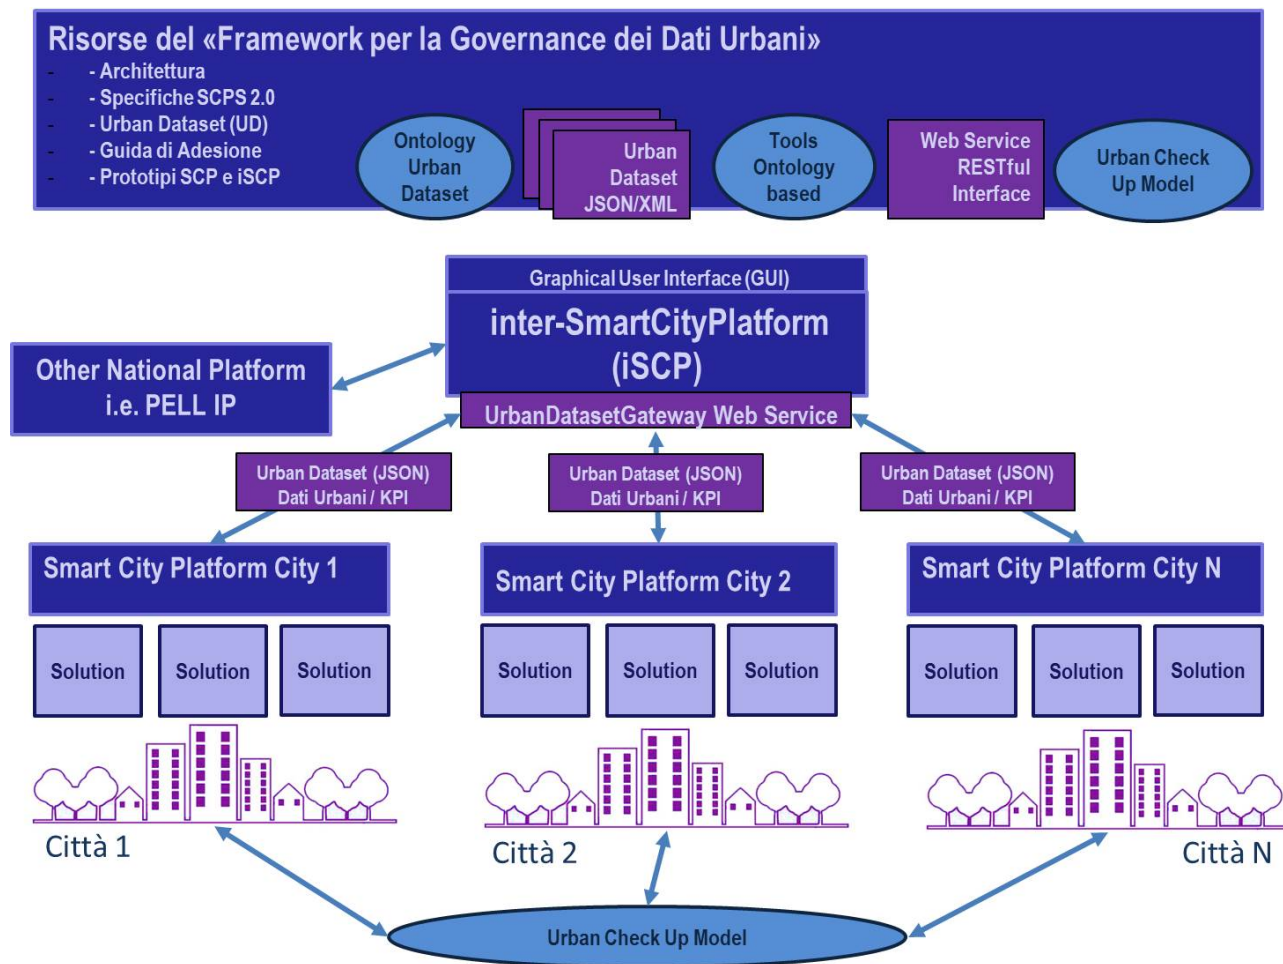 Risorse del «Framework per la Governance dei Dati Urbani»
- - Architettura
- - Specifiche SCPS 2.0
- - Urban Dataset (UD)
- - Guida di Adesione
- - Prototipi SCP e iSCP
Ontology
Urban
Dataset
Urban
Dataset
JSON/XML
Tools
Ontology
based
Web Service
RESTful
Interface
Urban Check
Up Model
Graphical User Interface (GUI)
inter-SmartCityPlatform
(iSCP)
Other National Platform
i.e. PELL IP
UrbanDatasetGateway Web Service
Urban Dataset (JSON)
Dati Urbani / KPI
Urban Dataset (JSON)
Dati Urbani / KPI
Urban Dataset (JSON)
Dati Urbani / KPI
Smart City Platform City 1
Smart City Platform City 2
Smart City Platform City N
Solution
Solution
Solution
Solution
Solution
Solution
Solution
Solution
Solution
Città 1
Città 2
Città N
Urban Check Up Model